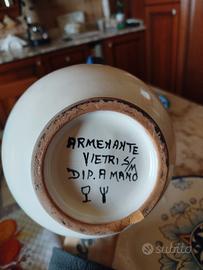 ARMENANTE
VIETRI S/M
DIP. A MANO
subito